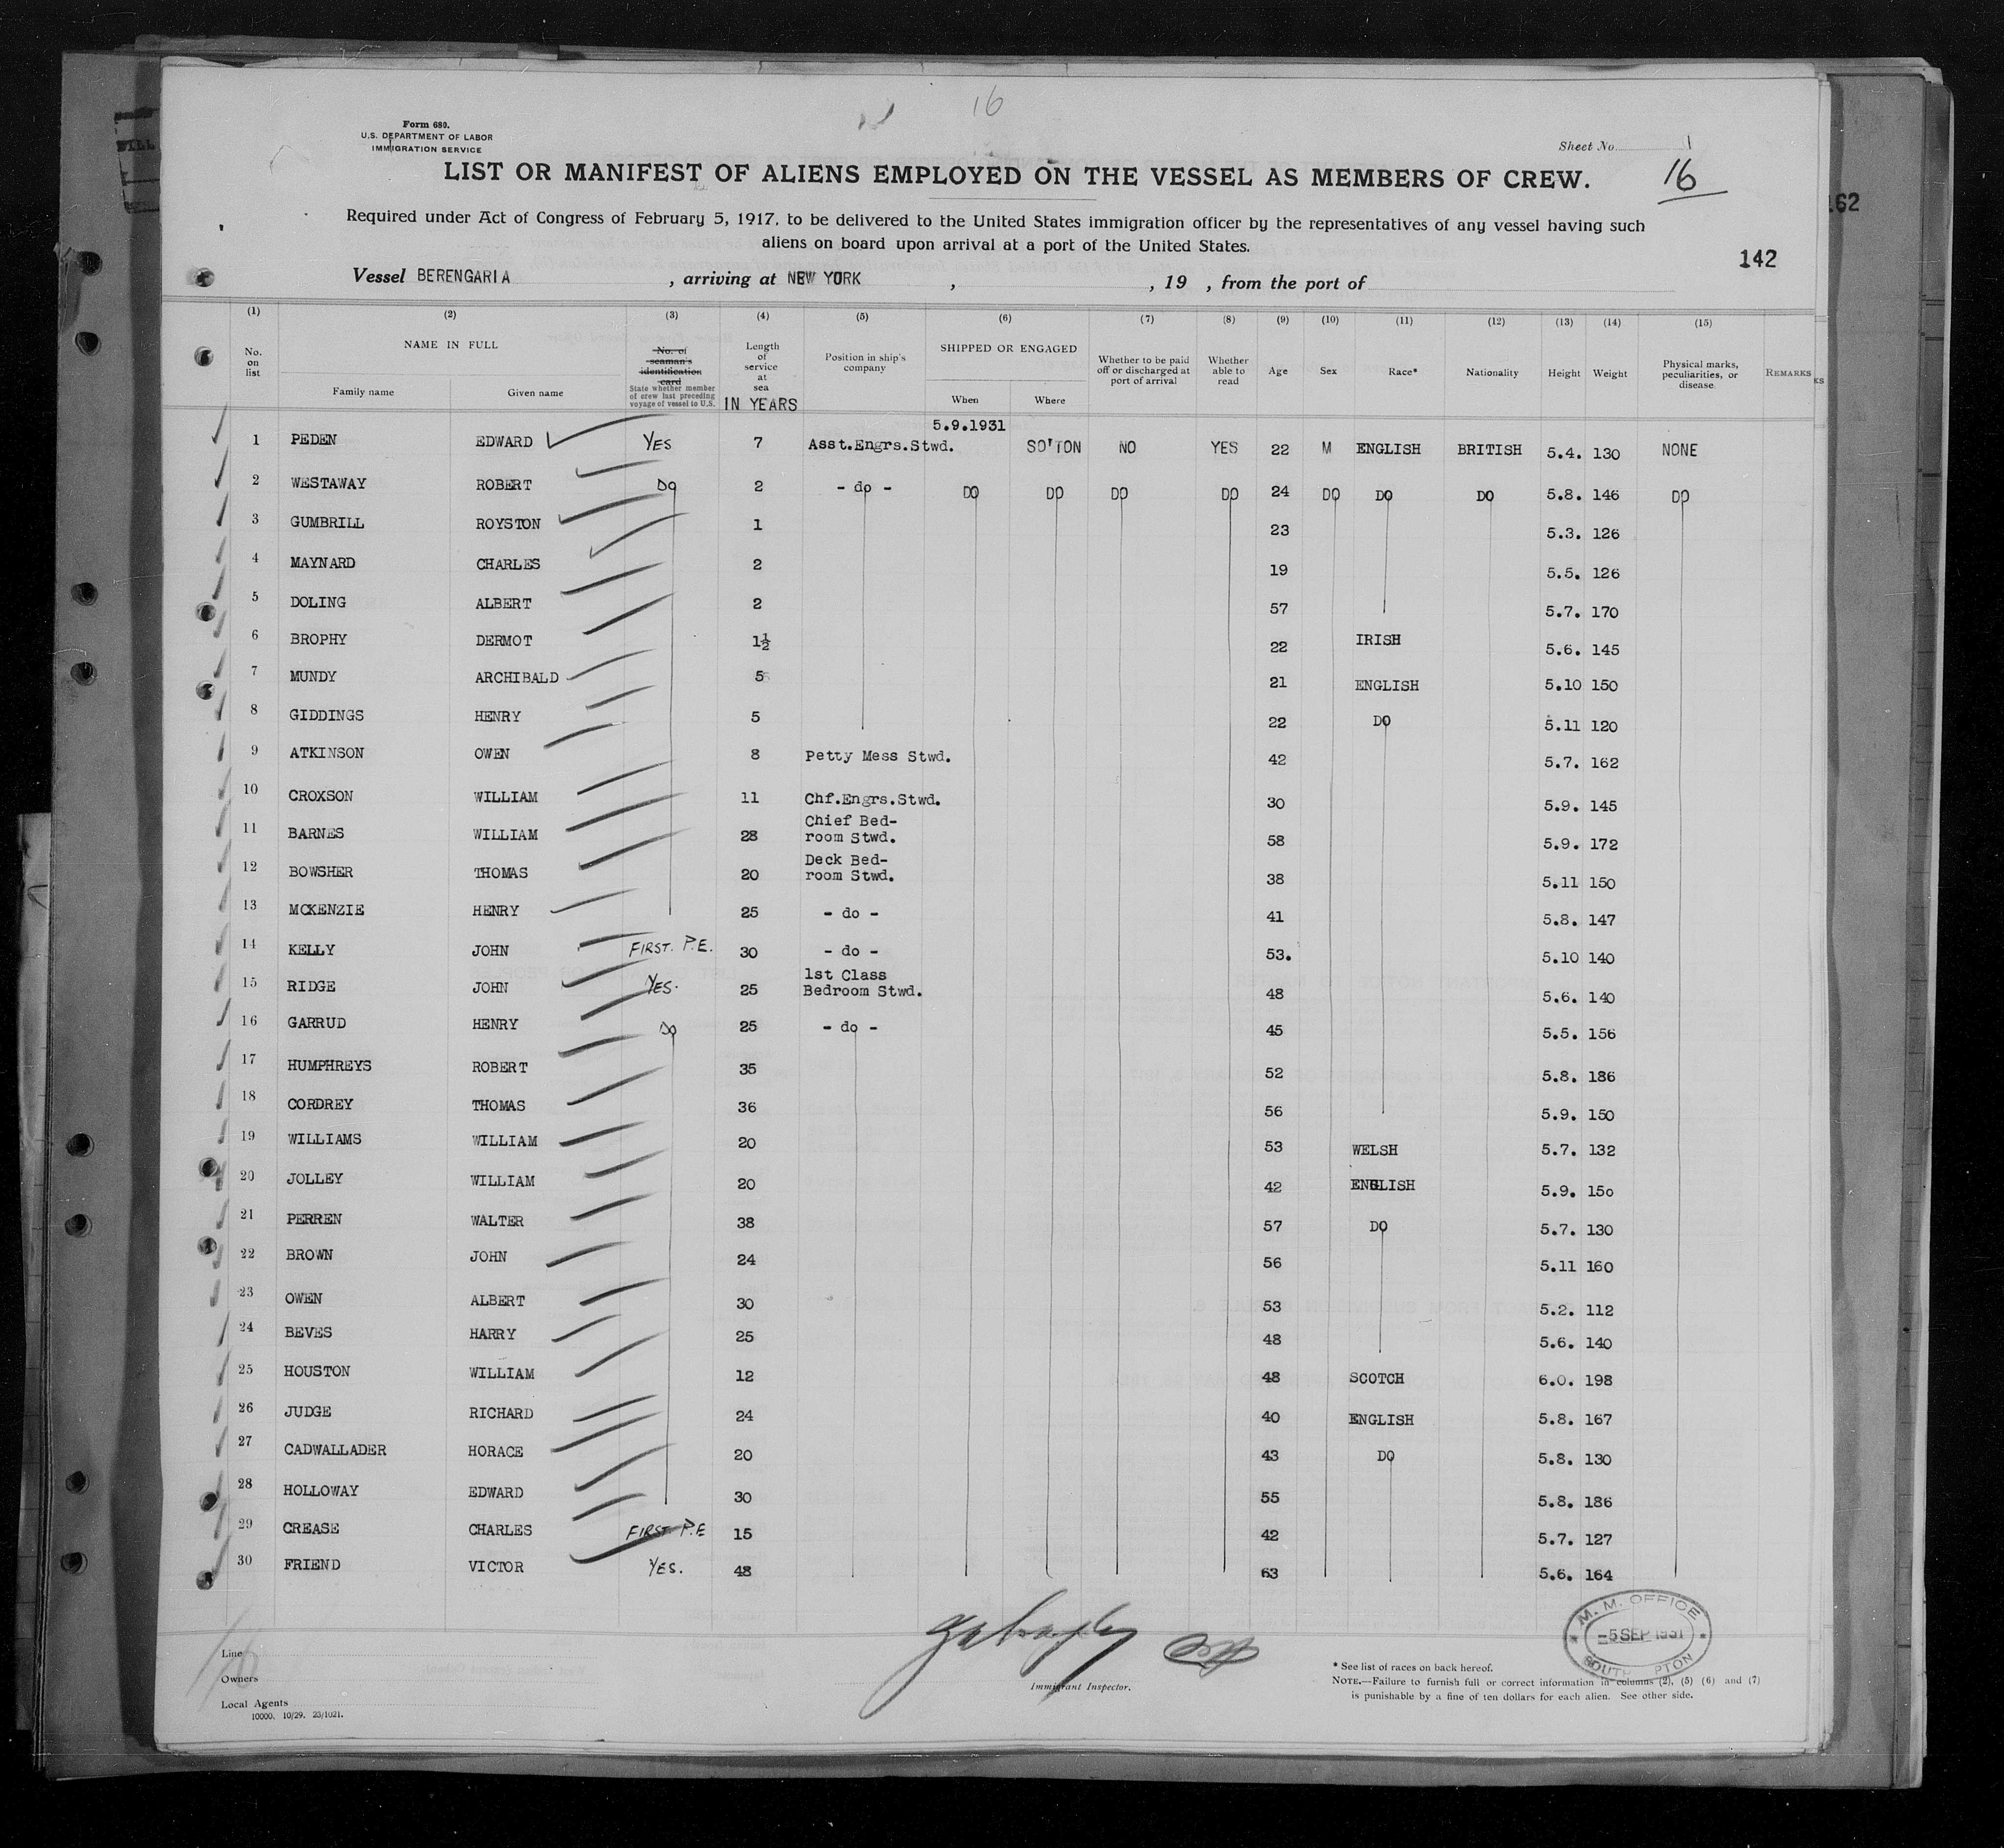 16
Form 680.
U.S. DEPARTMENT OF LABOR
IMMIGRATION SERVICE
Sheet No. 1
LIST OR MANIFEST OF ALIENS EMPLOYED ON THE VESSEL AS MEMBERS OF CREW.
16
Required under Act of Congress of February 5, 1917, to be delivered to the United States immigration officer by the representatives of any vessel having such
aliens on board upon arrival at a port of the United States.
162
142
Vessel BERENGARIA , arriving at NEW YORK , , 19 , from the port of
(1) (2) (3) (4) (5) (6) (7) (8) (9) (10) (11) (12) (13) (14) (15)
No. on list
NAME IN FULL
Family name Given name
No. of seaman's identification card
State whether member of crew last preceding voyage of vessel to U.S.
Length of service at sea
IN YEARS
Position in ship's company
SHIPPED OR ENGAGED
When Where
Whether to be paid off or discharged at port of arrival
Whether able to read
Age Sex Race* Nationality Height Weight
Physical marks, peculiarities, or disease.
REMARKS
KS
5.9.1931
1 PEDEN EDWARD YES 7 Asst.Engrs.Stwd. SO'TON NO YES 22 M ENGLISH BRITISH 5.4. 130 NONE
2 WESTAWAY ROBERT DO 2 - do - DO DO DO DO 24 DO DO DO 5.8. 146 DO
3 GUMBRILL ROYSTON 1 23 5.3. 126
4 MAYNARD CHARLES 2 19 5.5. 126
5 DOLING ALBERT 2 57 5.7. 170
6 BROPHY DERMOT 1½ 22 IRISH 5.6. 145
7 MUNDY ARCHIBALD 5 21 ENGLISH 5.10 150
8 GIDDINGS HENRY 5 22 DO 5.11 120
9 ATKINSON OWEN 8 Petty Mess Stwd. 42 5.7. 162
10 CROXSON WILLIAM 11 Chf.Engrs.Stwd. 30 5.9. 145
11 BARNES WILLIAM 28 Chief Bed-room Stwd. 58 5.9. 172
12 BOWSHER THOMAS 20 Deck Bed-room Stwd. 38 5.11 150
13 MCKENZIE HENRY 25 - do - 41 5.8. 147
14 KELLY JOHN FIRST. P.E. 30 - do - 53. 5.10 140
15 RIDGE JOHN YES. 25 1st Class Bedroom Stwd. 48 5.6. 140
16 GARRUD HENRY DO 25 - do - 45 5.5. 156
17 HUMPHREYS ROBERT 35 52 5.8. 186
18 CORDREY THOMAS 36 56 5.9. 150
19 WILLIAMS WILLIAM 20 53 WELSH 5.7. 132
20 JOLLEY WILLIAM 20 42 ENGLISH 5.9. 150
21 PERREN WALTER 38 57 DO 5.7. 130
22 BROWN JOHN 24 56 5.11 160
23 OWEN ALBERT 30 53 5.2. 112
24 BEVES HARRY 25 48 5.6. 140
25 HOUSTON WILLIAM 12 48 SCOTCH 6.0. 198
26 JUDGE RICHARD 24 40 ENGLISH 5.8. 167
27 CADWALLADER HORACE 20 43 DO 5.8. 130
28 HOLLOWAY EDWARD 30 55 5.8. 186
29 CREASE CHARLES FIRST P.E 15 42 5.7. 127
30 FRIEND VICTOR YES. 48 63 5.6. 164
M.M. OFFICE
-5 SEP 1931
Line
Owners
Local Agents
10000. 10/29. 23/1021.
Immigrant Inspector.
* See list of races on back hereof.
NOTE.—Failure to furnish full or correct information in columns (2), (5) (6) and (7)
is punishable by a fine of ten dollars for each alien. See other side.